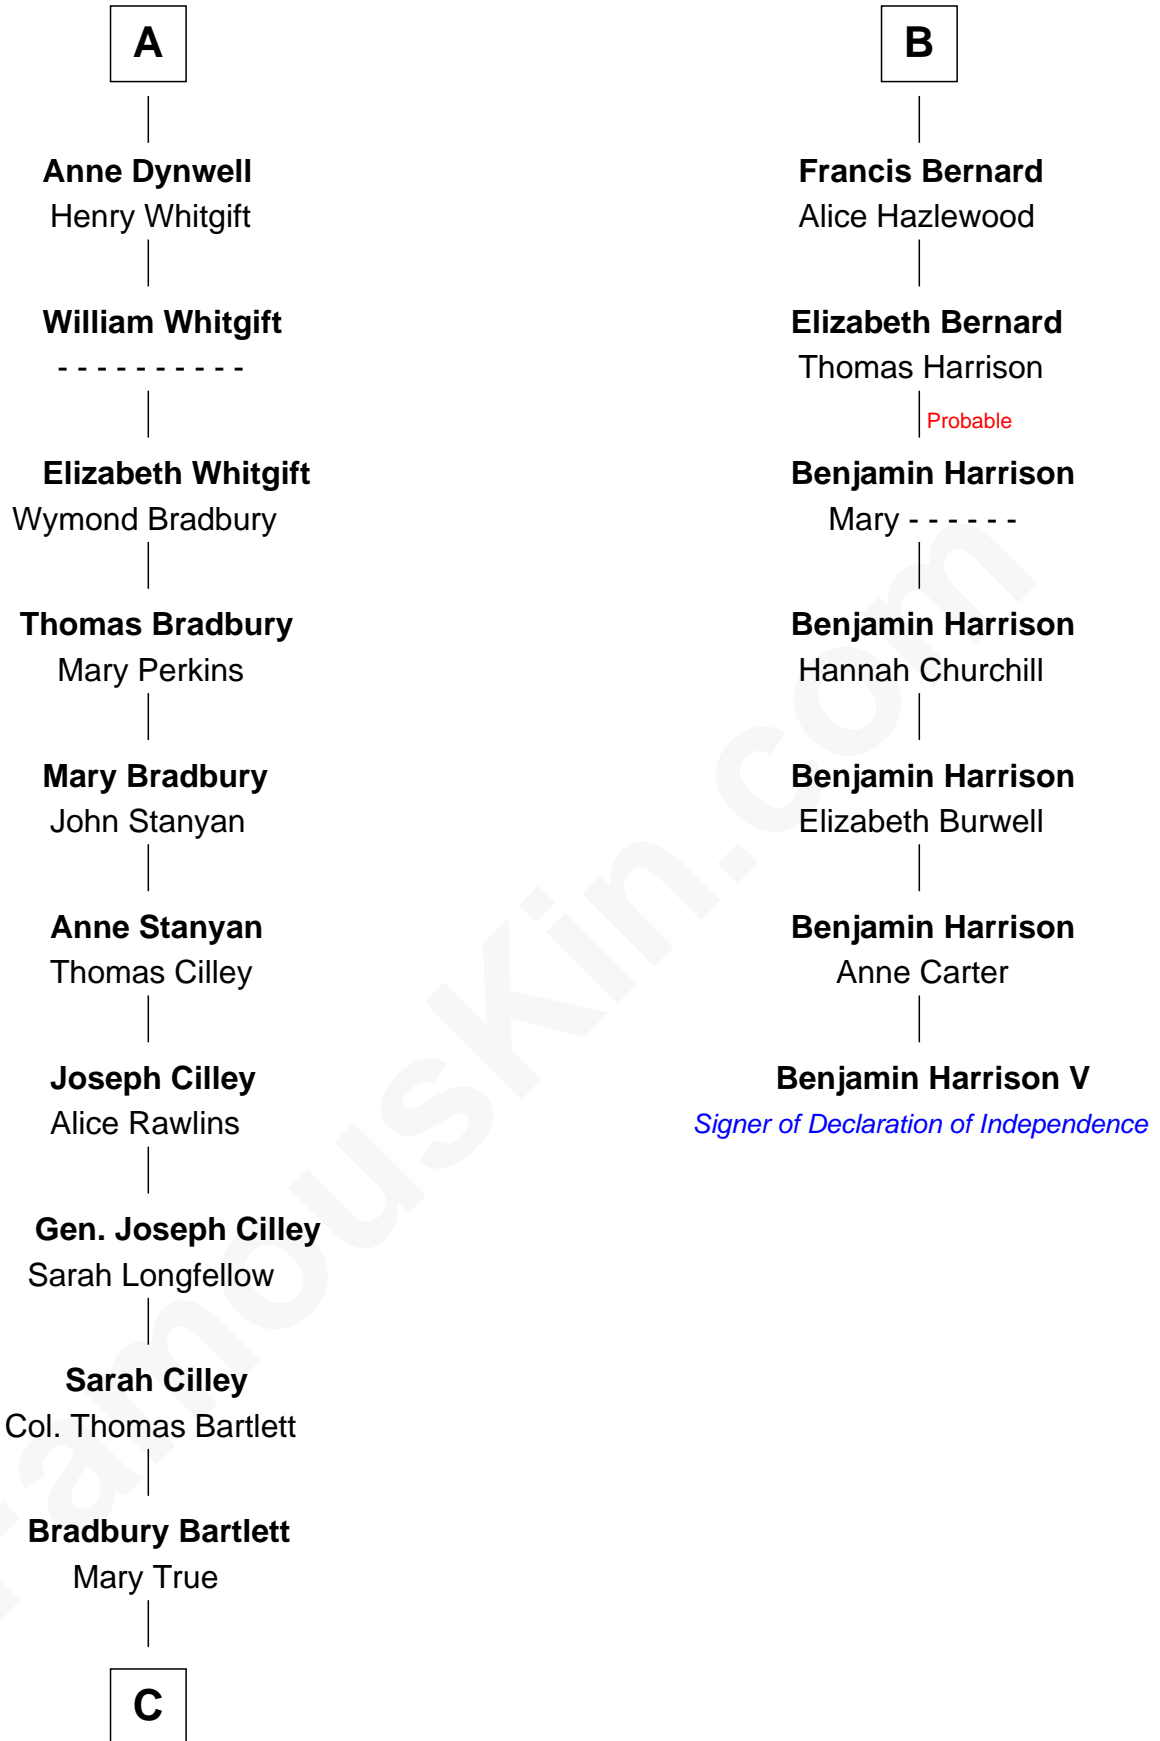 A
Anne Dynwell
Henry Whitgift
William Whitgift
- - - - - - - - - -
Elizabeth Whitgift
Wymond Bradbury
Thomas Bradbury
Mary Perkins
Mary Bradbury
John Stanyan
Anne Stanyan
Thomas Cilley
Joseph Cilley
Alice Rawlins
Gen. Joseph Cilley
Sarah Longfellow
Sarah Cilley
Col. Thomas Bartlett
Bradbury Bartlett
Mary True
C
B
Francis Bernard
Alice Hazlewood
Elizabeth Bernard
Thomas Harrison
Probable
Benjamin Harrison
Mary - - - - - -
Benjamin Harrison
Hannah Churchill
Benjamin Harrison
Elizabeth Burwell
Benjamin Harrison
Anne Carter
Benjamin Harrison V
Signer of Declaration of Independence
FamousKin.com